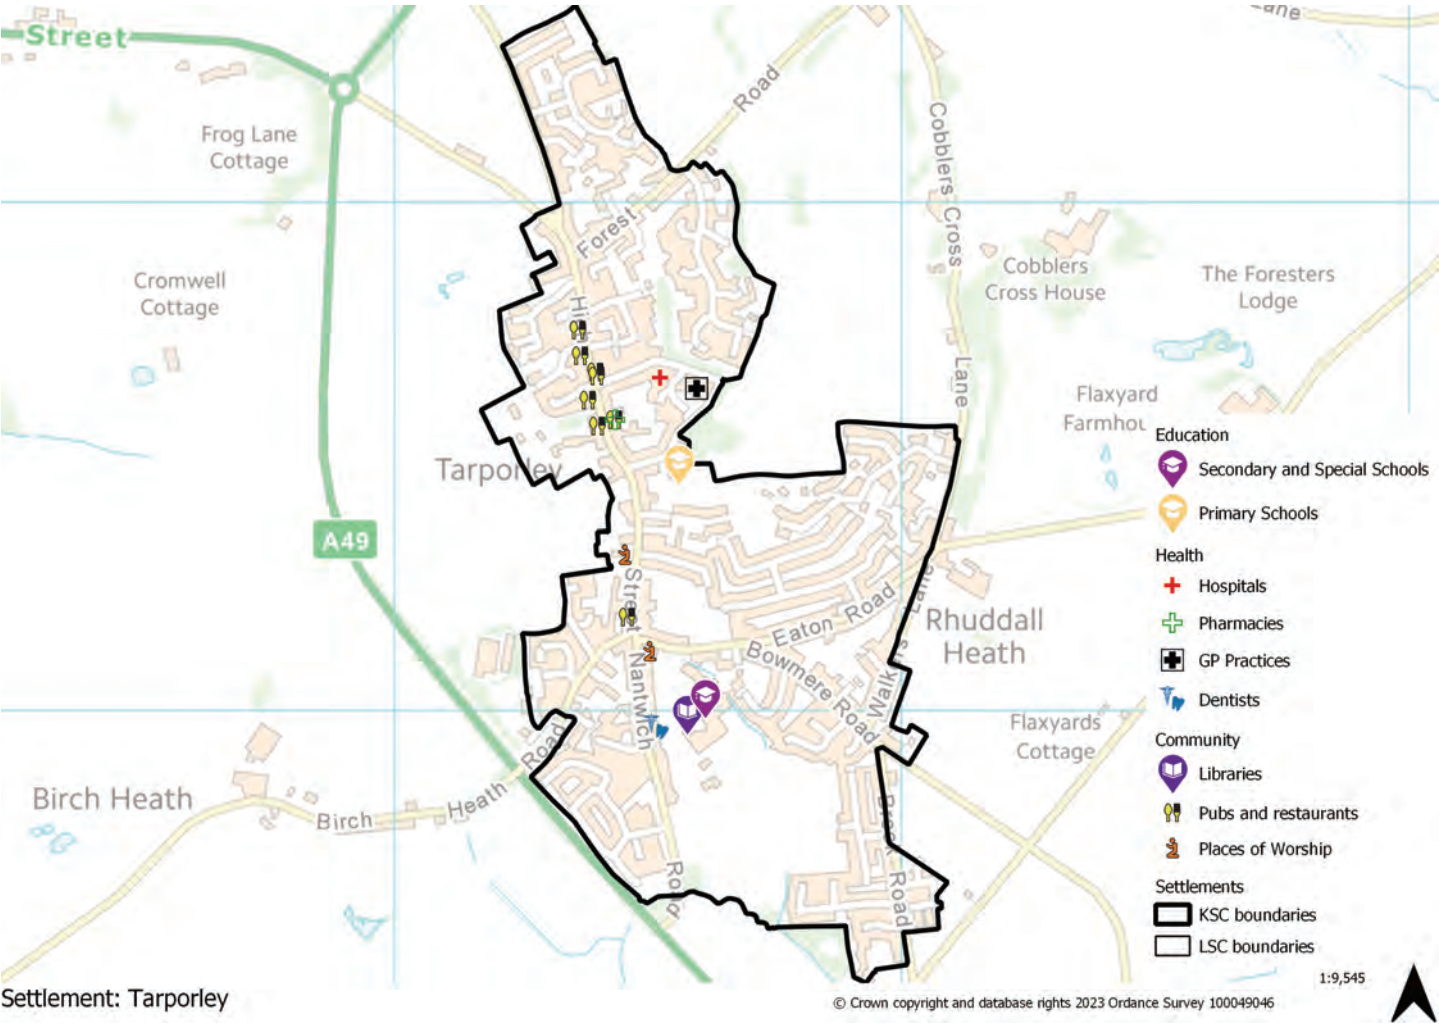 Street
Lane
Road
Cobblers Cross
Lane
Frog Lane
Cottage
Forest
Cobblers
Cross House
The Foresters
Lodge
Cromwell
Cottage
Flaxyard
Farmhou
Tarporley
A49
Street
Eaton Road
Bowmere Road
Walkers Lane
Rhuddall
Heath
Nantwich
Road
Flaxyards
Cottage
Birch Heath
Birch
Heath
Road
Road
Education
Secondary and Special Schools
Primary Schools
Health
Hospitals
Pharmacies
GP Practices
Dentists
Community
Libraries
Pubs and restaurants
Places of Worship
Settlements
KSC boundaries
LSC boundaries
1:9,545
Settlement: Tarporley
© Crown copyright and database rights 2023 Ordance Survey 100049046